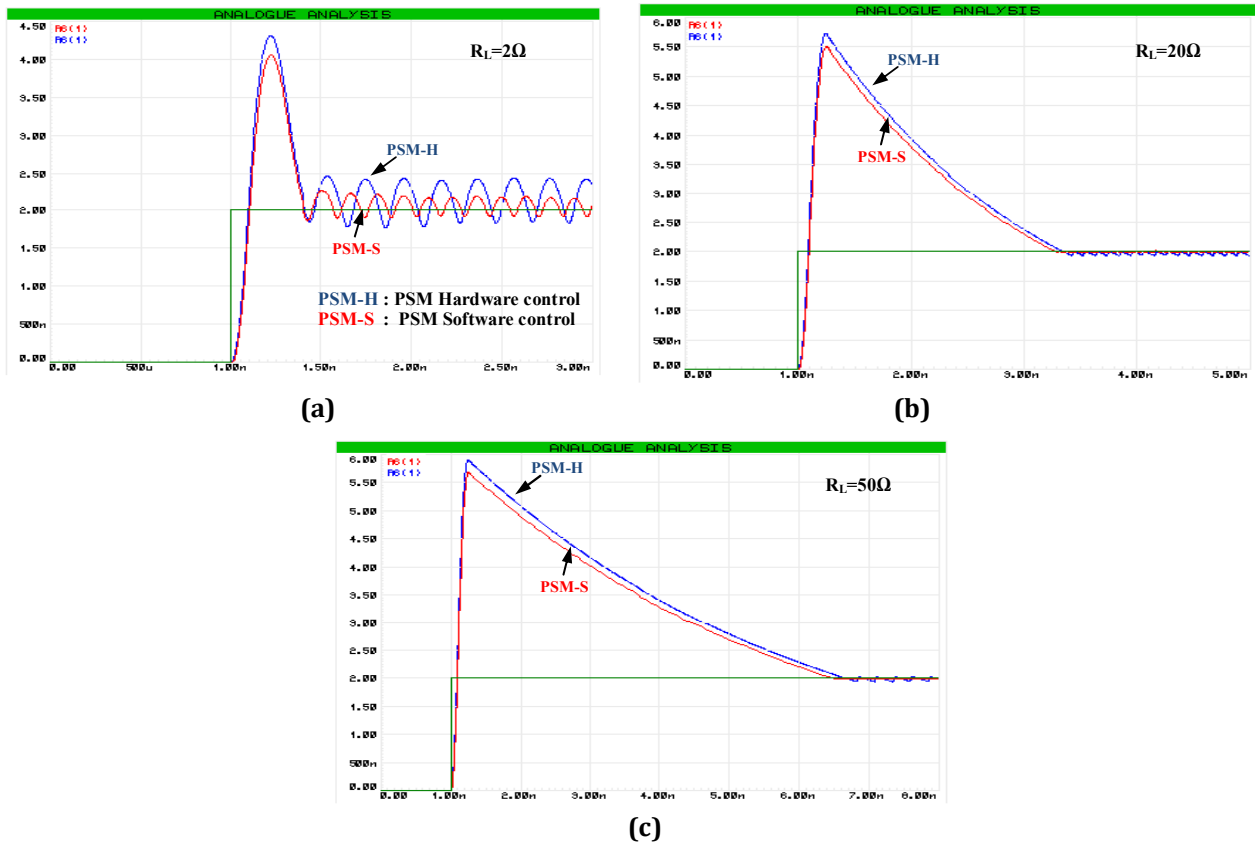 ANALOGUE ANALYSIS
A6(1)
A6(1)
4.50
4.00
3.50
3.00
2.50
2.00
1.50
1.00
500m
0.00
RL=2Ω
PSM-H
PSM-S
PSM-H : PSM Hardware control
PSM-S : PSM Software control
0.00 500u 1.00m 1.50m 2.00m 2.50m 3.00m
(a)
ANALOGUE ANALYSIS
A6(1)
A6(1)
6.00
5.50
5.00
4.50
4.00
3.50
3.00
2.50
2.00
1.50
1.00
500m
0.00
RL=20Ω
PSM-H
PSM-S
0.00 1.00m 2.00m 3.00m 4.00m 5.00m
(b)
ANALOGUE ANALYSIS
A6(1)
A6(1)
6.00
5.50
5.00
4.50
4.00
3.50
3.00
2.50
2.00
1.50
1.00
500m
0.00
RL=50Ω
PSM-H
PSM-S
0.00 1.00m 2.00m 3.00m 4.00m 5.00m 6.00m 7.00m 8.00m
(c)